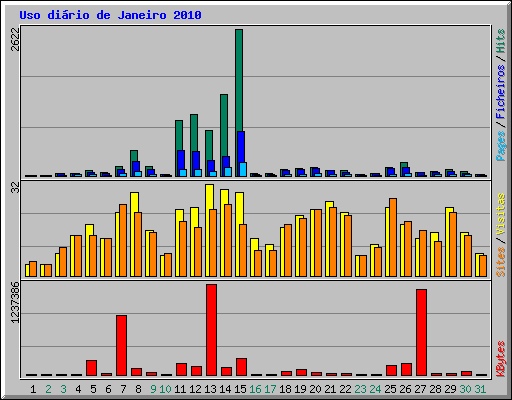 Uso diário de Janeiro 2010
2622
Pages / Ficheiros / Hits
32
Sites / Visitas
1237386
KBytes
1 2 3 4 5 6 7 8 9 10 11 12 13 14 15 16 17 18 19 20 21 22 23 24 25 26 27 28 29 30 31